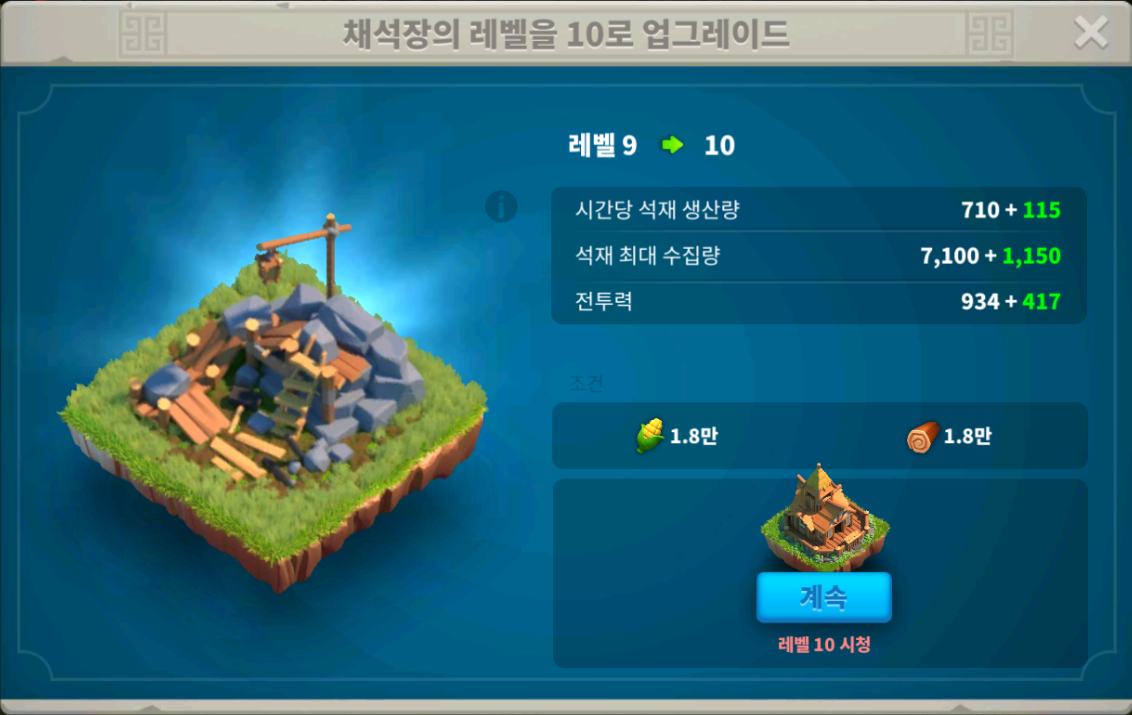 채석장의 레벨을 10로 업그레이드
레벨 9 10
시간당 석재 생산량 710 + 115
석재 최대 수집량 7,100 + 1,150
전투력 934 + 417
조건
1.8만 1.8만
계속
레벨 10 시청